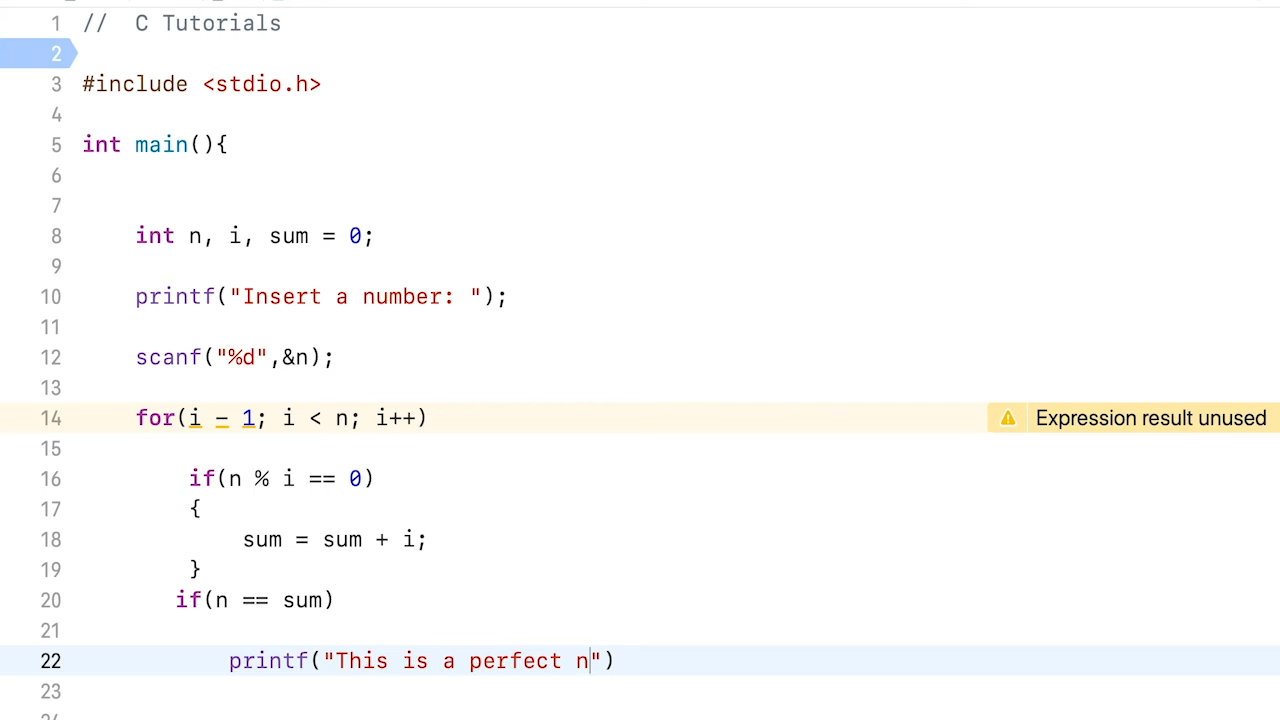 1 //  C Tutorials
2
3 #include <stdio.h>
4
5 int main(){
6
7
8     int n, i, sum = 0;
9
10     printf("Insert a number: ");
11
12     scanf("%d",&n);
13
14     for(i - 1; i < n; i++) Expression result unused
15
16         if(n % i == 0)
17         {
18             sum = sum + i;
19         }
20        if(n == sum)
21
22            printf("This is a perfect n")
23